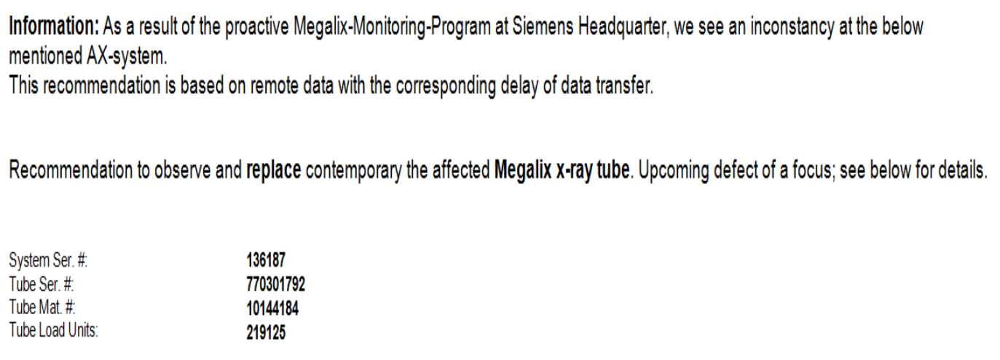 Information: As a result of the proactive Megalix-Monitoring-Program at Siemens Headquarter, we see an inconstancy at the below
mentioned AX-system.
This recommendation is based on remote data with the corresponding delay of data transfer.
Recommendation to observe and replace contemporary the affected Megalix x-ray tube. Upcoming defect of a focus; see below for details.
System Ser. #: 136187
Tube Ser. #: 770301792
Tube Mat. #: 10144184
Tube Load Units: 219125